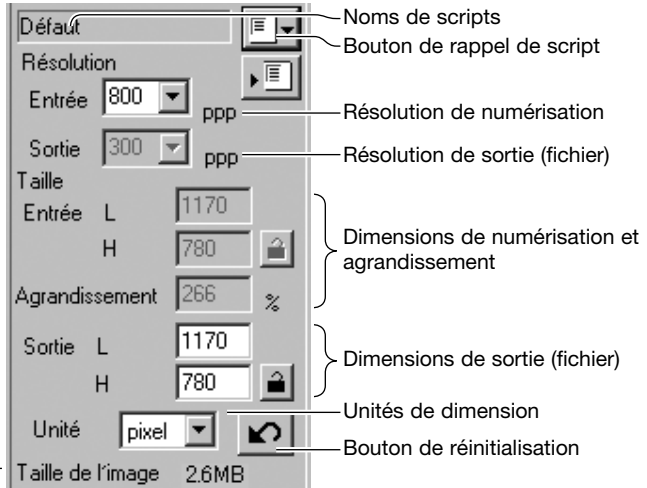 Défaut
Noms de scripts
Bouton de rappel de script
Résolution
Entrée 800 ppp
Résolution de numérisation
Sortie 300 ppp
Résolution de sortie (fichier)
Taille
Entrée L 1170
H 780
Dimensions de numérisation et
agrandissement
Agrandissement 266 %
Sortie L 1170
H 780
Dimensions de sortie (fichier)
Unités de dimension
Unité pixel
Bouton de réinitialisation
Taille de l'image 2.6MB